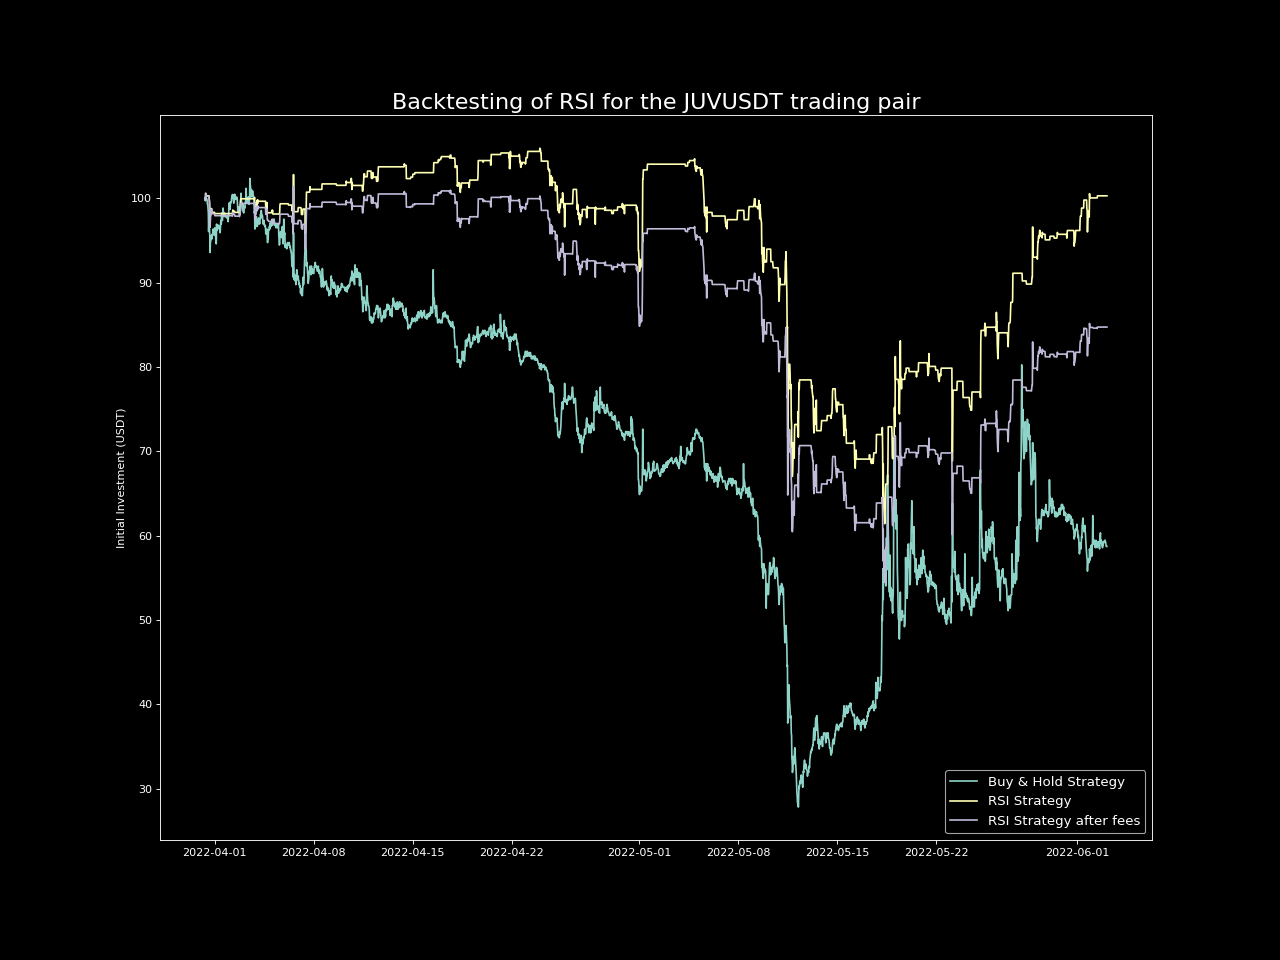 Backtesting of RSI for the JUVUSDT trading pair
Initial Investment (USDT)
100
90
80
70
60
50
40
30
2022-04-01 2022-04-08 2022-04-15 2022-04-22 2022-05-01 2022-05-08 2022-05-15 2022-05-22 2022-06-01
Buy & Hold Strategy
RSI Strategy
RSI Strategy after fees